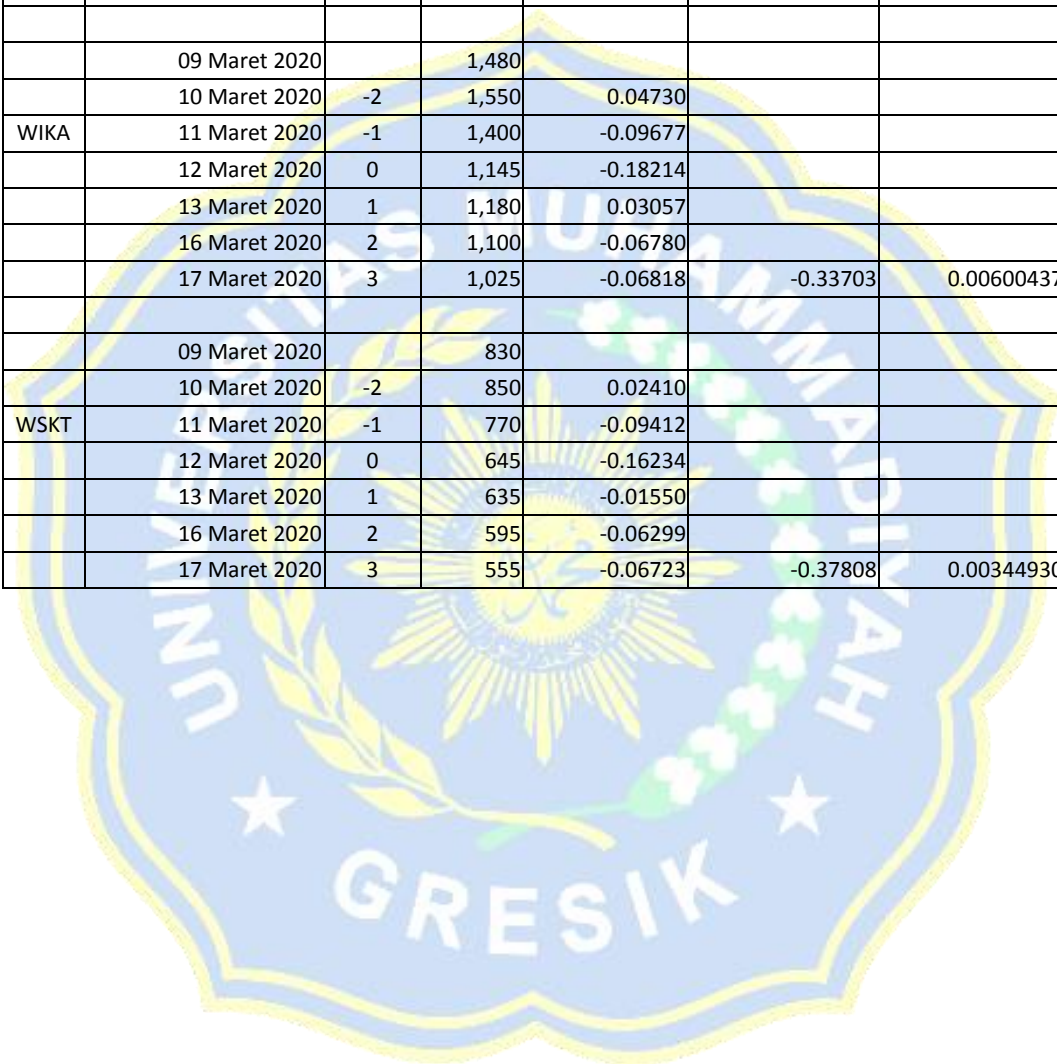 09 Maret 2020 1,480
10 Maret 2020 -2 1,550 0.04730
WIKA 11 Maret 2020 -1 1,400 -0.09677
12 Maret 2020 0 1,145 -0.18214
13 Maret 2020 1 1,180 0.03057
16 Maret 2020 2 1,100 -0.06780
17 Maret 2020 3 1,025 -0.06818 -0.33703 0.00600437
09 Maret 2020 830
10 Maret 2020 -2 850 0.02410
WSKT 11 Maret 2020 -1 770 -0.09412
12 Maret 2020 0 645 -0.16234
13 Maret 2020 1 635 -0.01550
16 Maret 2020 2 595 -0.06299
17 Maret 2020 3 555 -0.06723 -0.37808 0.00344930
UNIVERSITAS MUHAMMADIYAH
GRESIK